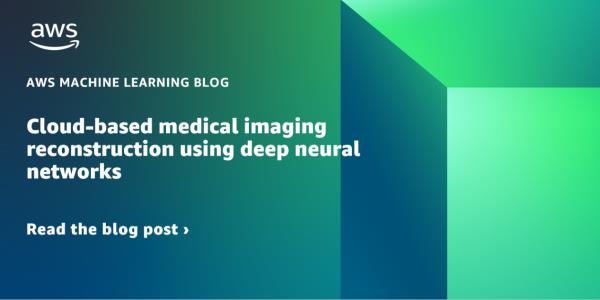 aws
AWS MACHINE LEARNING BLOG
Cloud-based medical imaging
reconstruction using deep neural
networks
Read the blog post ›